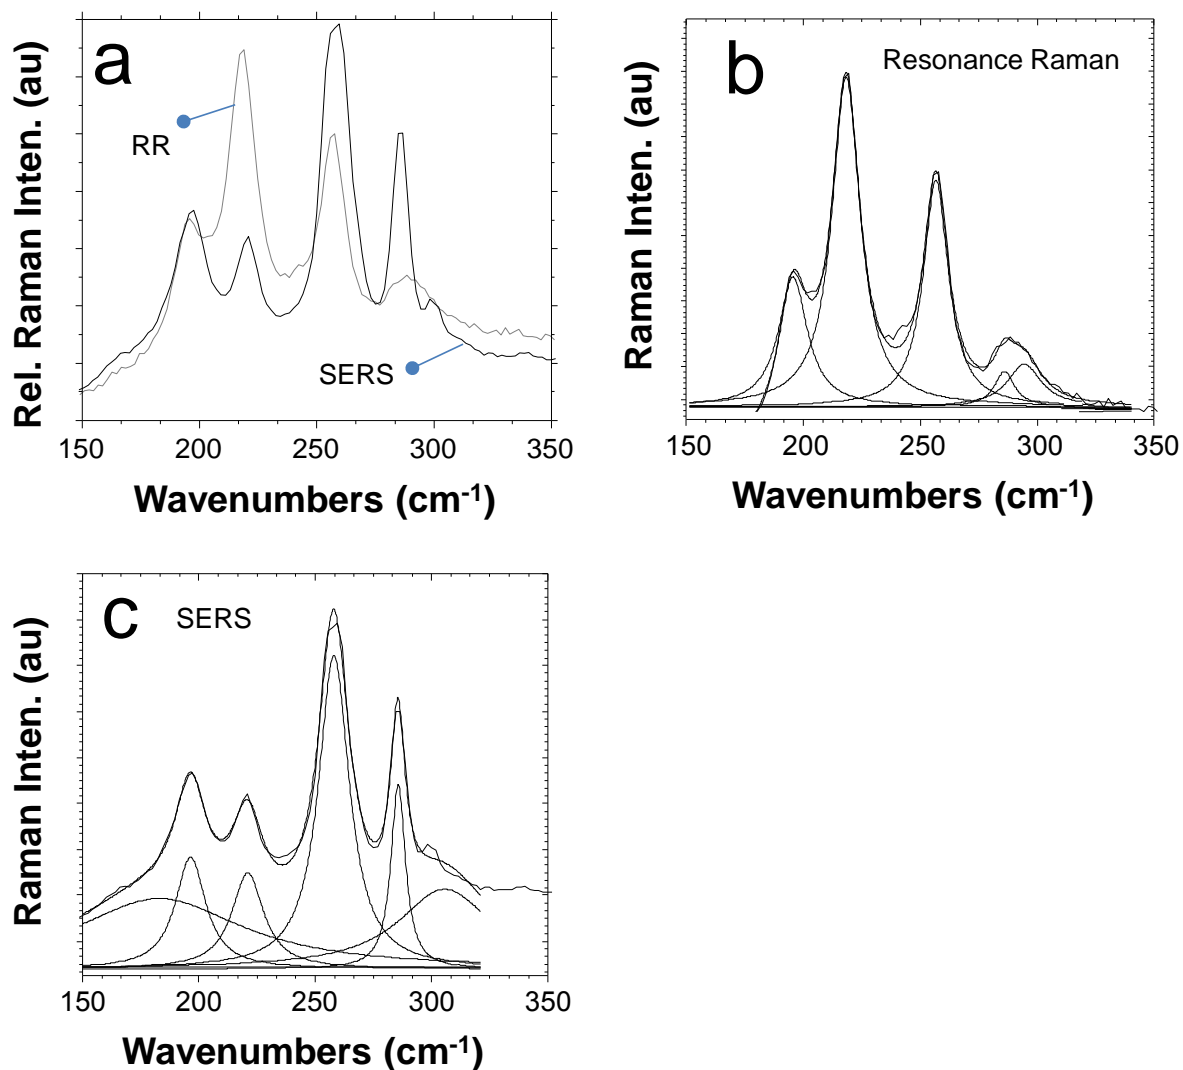 a
Rel. Raman Inten. (au)
RR
SERS
150 200 250 300 350
Wavenumbers (cm-1)
b
Resonance Raman
Raman Inten. (au)
150 200 250 300 350
Wavenumbers (cm-1)
c
SERS
Raman Inten. (au)
150 200 250 300 350
Wavenumbers (cm-1)